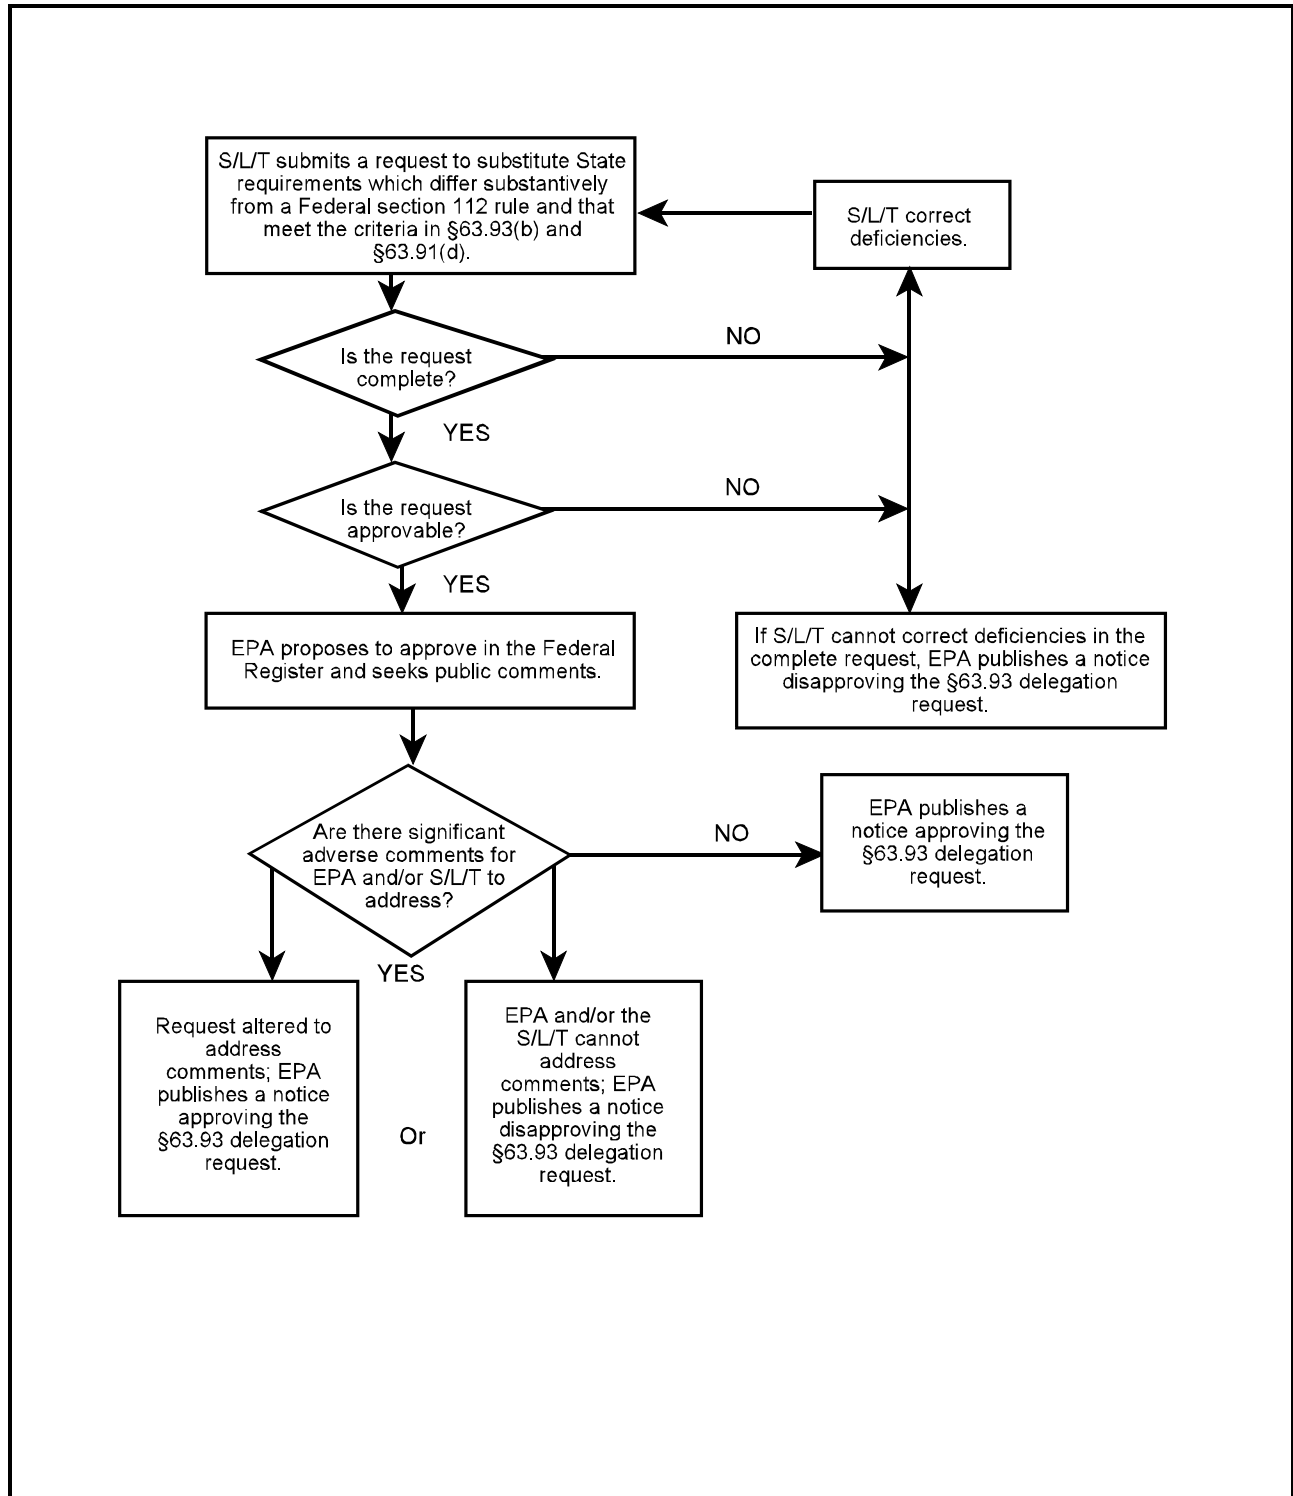 S/L/T submits a request to substitute State
requirements which differ substantively
from a Federal section 112 rule and that
meet the criteria in §63.93(b) and
§63.91(d).
S/L/T correct
deficiencies.
Is the request
complete?
NO
YES
Is the request
approvable?
NO
YES
EPA proposes to approve in the Federal
Register and seeks public comments.
If S/L/T cannot correct deficiencies in the
complete request, EPA publishes a notice
disapproving the §63.93 delegation
request.
Are there significant
adverse comments for
EPA and/or S/L/T to
address?
NO
EPA publishes a
notice approving the
§63.93 delegation
request.
YES
Request altered to
address
comments; EPA
publishes a notice
approving the
§63.93 delegation
request.
Or
EPA and/or the
S/L/T cannot
address
comments; EPA
publishes a notice
disapproving the
§63.93 delegation
request.